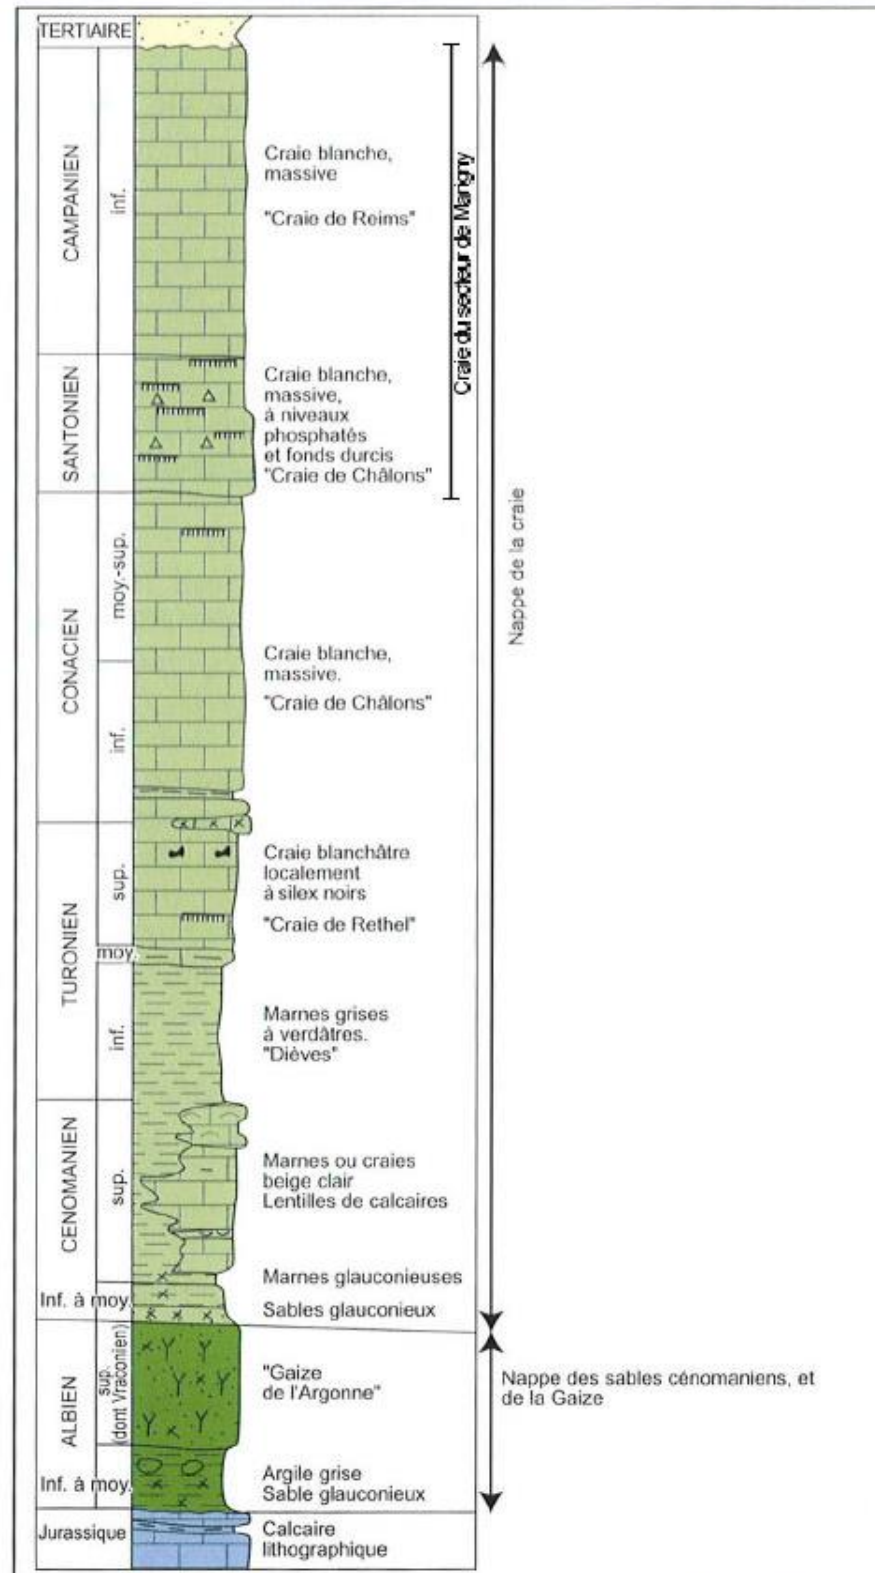 TERTIAIRE
CAMPANIEN
inf.
Craie blanche,
massive
"Craie de Reims"
Craie du secteur de Marigny
SANTONIEN
Craie blanche,
massive,
à niveaux
phosphatés
et fonds durcis
"Craie de Châlons"
Nappe de la craie
CONACIEN
moy.-sup.
inf.
Craie blanche,
massive.
"Craie de Châlons"
TURONIEN
sup.
Craie blanchâtre
localement
à silex noirs
"Craie de Rethel"
moy.
inf.
Marnes grises
à verdâtres.
"Dièves"
CENOMANIEN
sup.
Marnes ou craies
beige clair
Lentilles de calcaires
Marnes glauconieuses
Inf. à moy.
Sables glauconieux
ALBIEN
sup.
(dont Vraconien)
"Gaize
de l'Argonne"
Nappe des sables cénomaniens, et
de la Gaize
Inf. à moy.
Argile grise
Sable glauconieux
Jurassique
Calcaire
lithographique